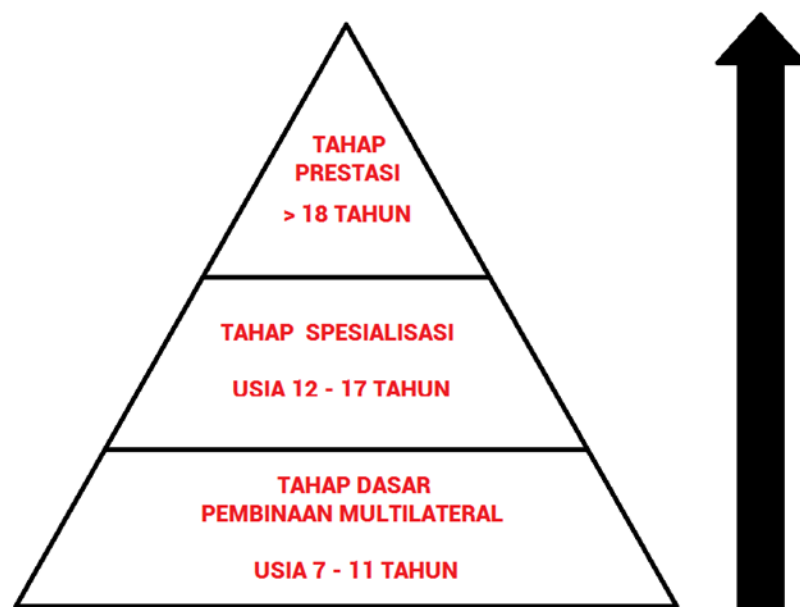 TAHAP
PRESTASI
> 18 TAHUN
TAHAP SPESIALISASI
USIA 12 - 17 TAHUN
TAHAP DASAR
PEMBINAAN MULTILATERAL
USIA 7 - 11 TAHUN